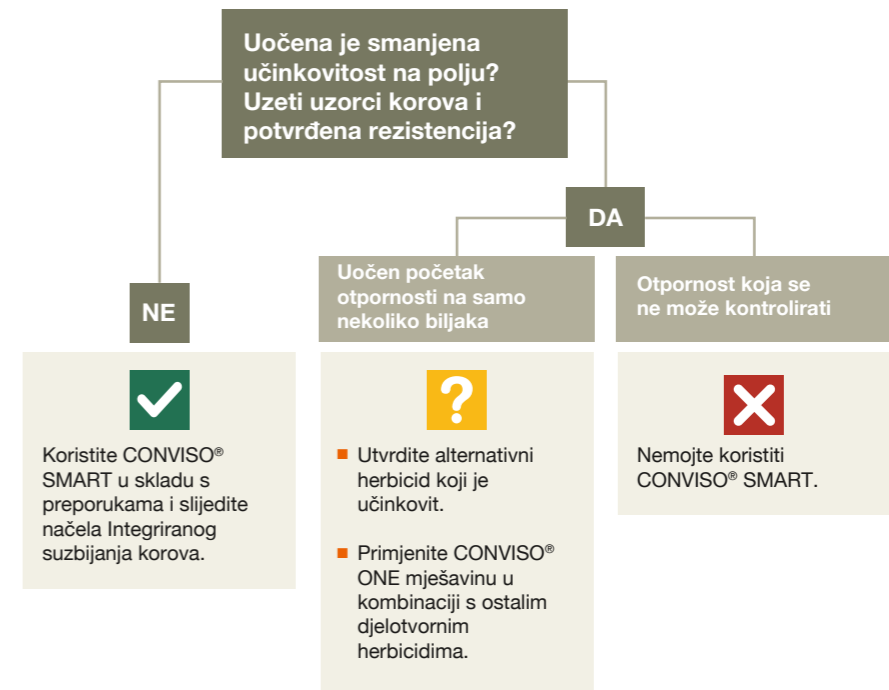 Uočena je smanjena
učinkovitost na polju?
Uzeti uzorci korova i
potvrđena rezistencija?
DA
Uočen početak
otpornosti na samo
nekoliko biljaka
Otpornost koja se
ne može kontrolirati
NE
Koristite CONVISO®
SMART u skladu s
preporukama i slijedite
načela Integriranog
suzbijanja korova.
?
Utvrdite alternativni
herbicid koji je
učinkovit.
Primjenite CONVISO®
ONE mješavinu u
kombinaciji s ostalim
djelotvornim
herbicidima.
Nemojte koristiti
CONVISO® SMART.